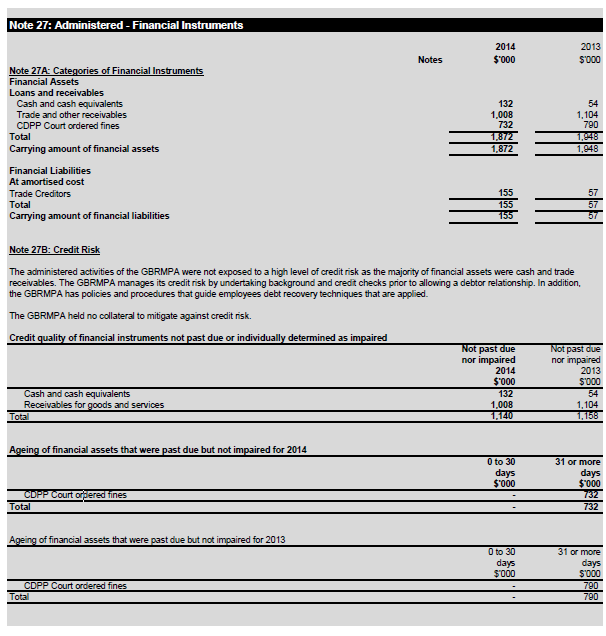 Note 27: Administered - Financial Instruments
2014 2013
Notes $'000 $'000
Note 27A: Categories of Financial Instruments
Financial Assets
Loans and receivables
Cash and cash equivalents 132 54
Trade and other receivables 1,008 1,104
CDPP Court ordered fines 732 790
Total 1,872 1,948
Carrying amount of financial assets 1,872 1,948
Financial Liabilities
At amortised cost
Trade Creditors 155 57
Total 155 57
Carrying amount of financial liabilities 155 57
Note 27B: Credit Risk
The administered activities of the GBRMPA were not exposed to a high level of credit risk as the majority of financial assets were cash and trade
receivables. The GBRMPA manages its credit risk by undertaking background and credit checks prior to allowing a debtor relationship. In addition,
the GBRMPA has policies and procedures that guide employees debt recovery techniques that are applied.
The GBRMPA held no collateral to mitigate against credit risk.
Credit quality of financial instruments not past due or individually determined as impaired
Not past due Not past due
nor impaired nor impaired
2014 2013
$'000 $'000
Cash and cash equivalents 132 54
Receivables for goods and services 1,008 1,104
Total 1,140 1,158
Ageing of financial assets that were past due but not impaired for 2014
0 to 30 31 or more
days days
$'000 $'000
CDPP Court ordered fines - 732
Total - 732
Ageing of financial assets that were past due but not impaired for 2013
0 to 30 31 or more
days days
$'000 $'000
CDPP Court ordered fines - 790
Total - 790